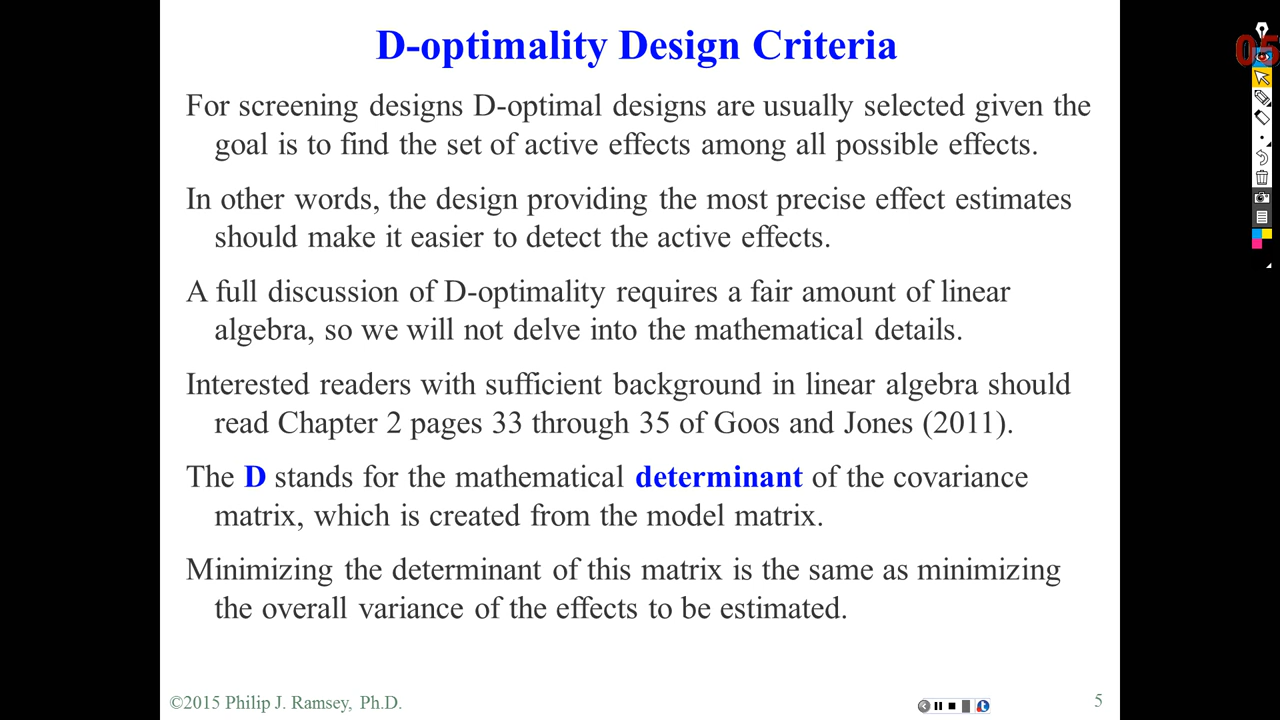 D-optimality Design Criteria
For screening designs D-optimal designs are usually selected given the
goal is to find the set of active effects among all possible effects.
In other words, the design providing the most precise effect estimates
should make it easier to detect the active effects.
A full discussion of D-optimality requires a fair amount of linear
algebra, so we will not delve into the mathematical details.
Interested readers with sufficient background in linear algebra should
read Chapter 2 pages 33 through 35 of Goos and Jones (2011).
The D stands for the mathematical determinant of the covariance
matrix, which is created from the model matrix.
Minimizing the determinant of this matrix is the same as minimizing
the overall variance of the effects to be estimated.
©2015 Philip J. Ramsey, Ph.D.
5